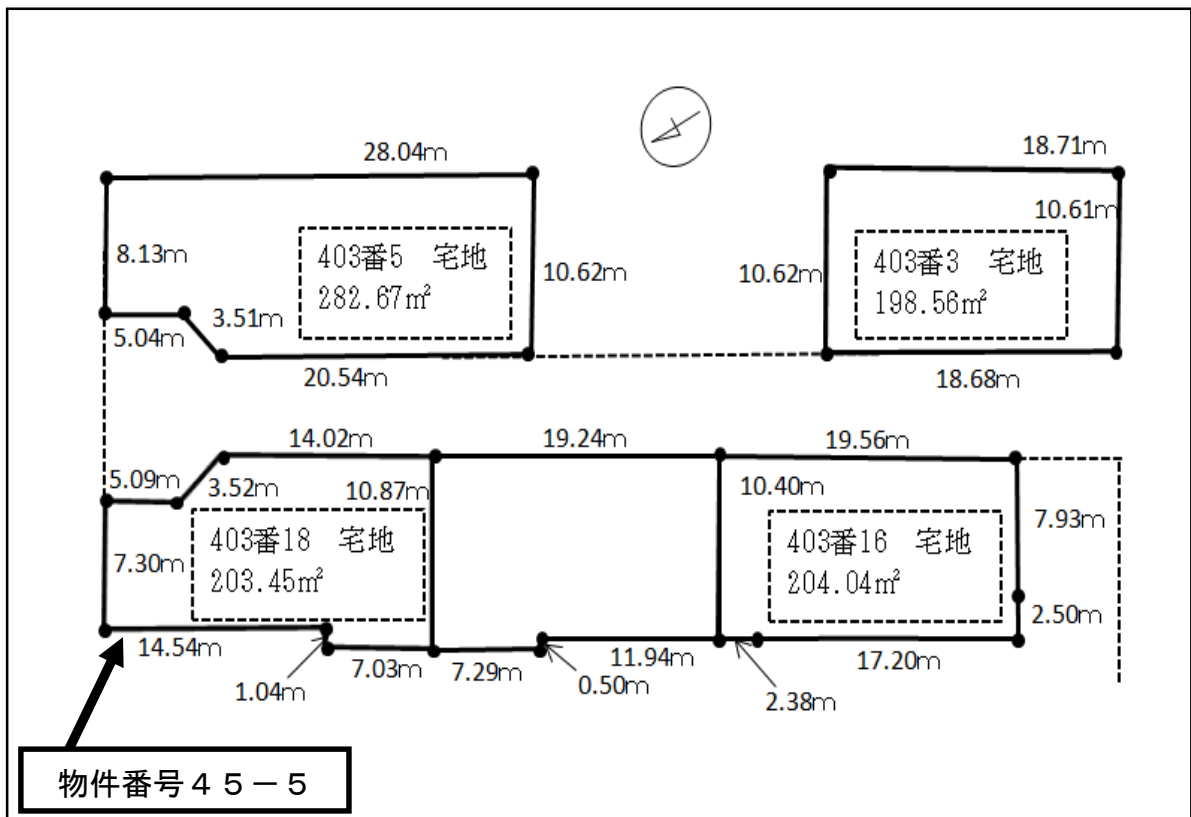 28.04m
18.71m
8.13m
403番5　宅地
282.67㎡
10.62m
10.62m
403番3　宅地
198.56㎡
10.61m
5.04m
3.51m
20.54m
18.68m
14.02m
19.24m
19.56m
5.09m
3.52m
10.87m
10.40m
7.93m
403番18　宅地
203.45㎡
403番16　宅地
204.04㎡
7.30m
2.50m
14.54m
1.04m
7.03m
7.29m
0.50m
11.94m
2.38m
17.20m
物件番号４５－５